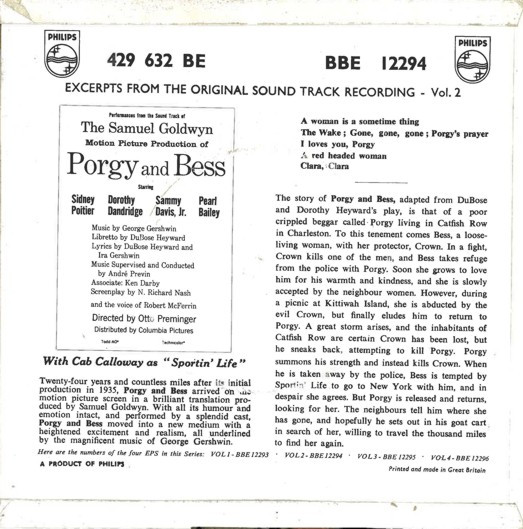 PHILIPS
PHILIPS
429 632 BE
BBE 12294
EXCERPTS FROM THE ORIGINAL SOUND TRACK RECORDING - Vol. 2
Performances from the Sound Track of
The Samuel Goldwyn
Motion Picture Production of
Porgy and Bess
Starring
Sidney Poitier
Dorothy Dandridge
Sammy Davis, Jr.
Pearl Bailey
Music by George Gershwin
Libretto by DuBose Heyward
Lyrics by DuBose Heyward and
Ira Gershwin
Music Supervised and Conducted
by André Previn
Associate: Ken Darby
Screenplay by N. Richard Nash
and the voice of Robert McFerrin
Directed by Otto Preminger
Distributed by Columbia Pictures
Todd-AO® Technicolor®
With Cab Calloway as "Sportin' Life"
Twenty-four years and countless miles after its initial
production in 1935, Porgy and Bess arrived on the
motion picture screen in a brilliant translation pro-
duced by Samuel Goldwyn. With all its humour and
emotion intact, and performed by a splendid cast,
Porgy and Bess moved into a new medium with a
heightened excitement and realism, all underlined
by the magnificent music of George Gershwin.
A woman is a sometime thing
The Wake ; Gone, gone, gone ; Porgy's prayer
I loves you, Porgy
A red headed woman
Clara, Clara
The story of Porgy and Bess, adapted from DuBose
and Dorothy Heyward's play, is that of a poor
crippled beggar called Porgy living in Catfish Row
in Charleston. To this tenement comes Bess, a loose-
living woman, with her protector, Crown. In a fight,
Crown kills one of the men, and Bess takes refuge
from the police with Porgy. Soon she grows to love
him for his warmth and kindness, and she is slowly
accepted by the neighbour women. However, during
a picnic at Kittiwah Island, she is abducted by the
evil Crown, but finally eludes him to return to
Porgy. A great storm arises, and the inhabitants of
Catfish Row are certain Crown has been lost, but
he sneaks back, attempting to kill Porgy. Porgy
summons his strength and instead kills Crown. When
he is taken away by the police, Bess is tempted by
Sportin' Life to go to New York with him, and in
despair she agrees. But Porgy is released and returns,
looking for her. The neighbours tell him where she
has gone, and hopefully he sets out in his goat cart
in search of her, willing to travel the thousand miles
to find her again.
Here are the numbers of the four EPS in this Series: VOL 1 - BBE 12293 · VOL 2 - BBE 12294 · VOL 3 - BBE 12295 · VOL 4 - BBE 12296
A PRODUCT OF PHILIPS
Printed and made in Great Britain